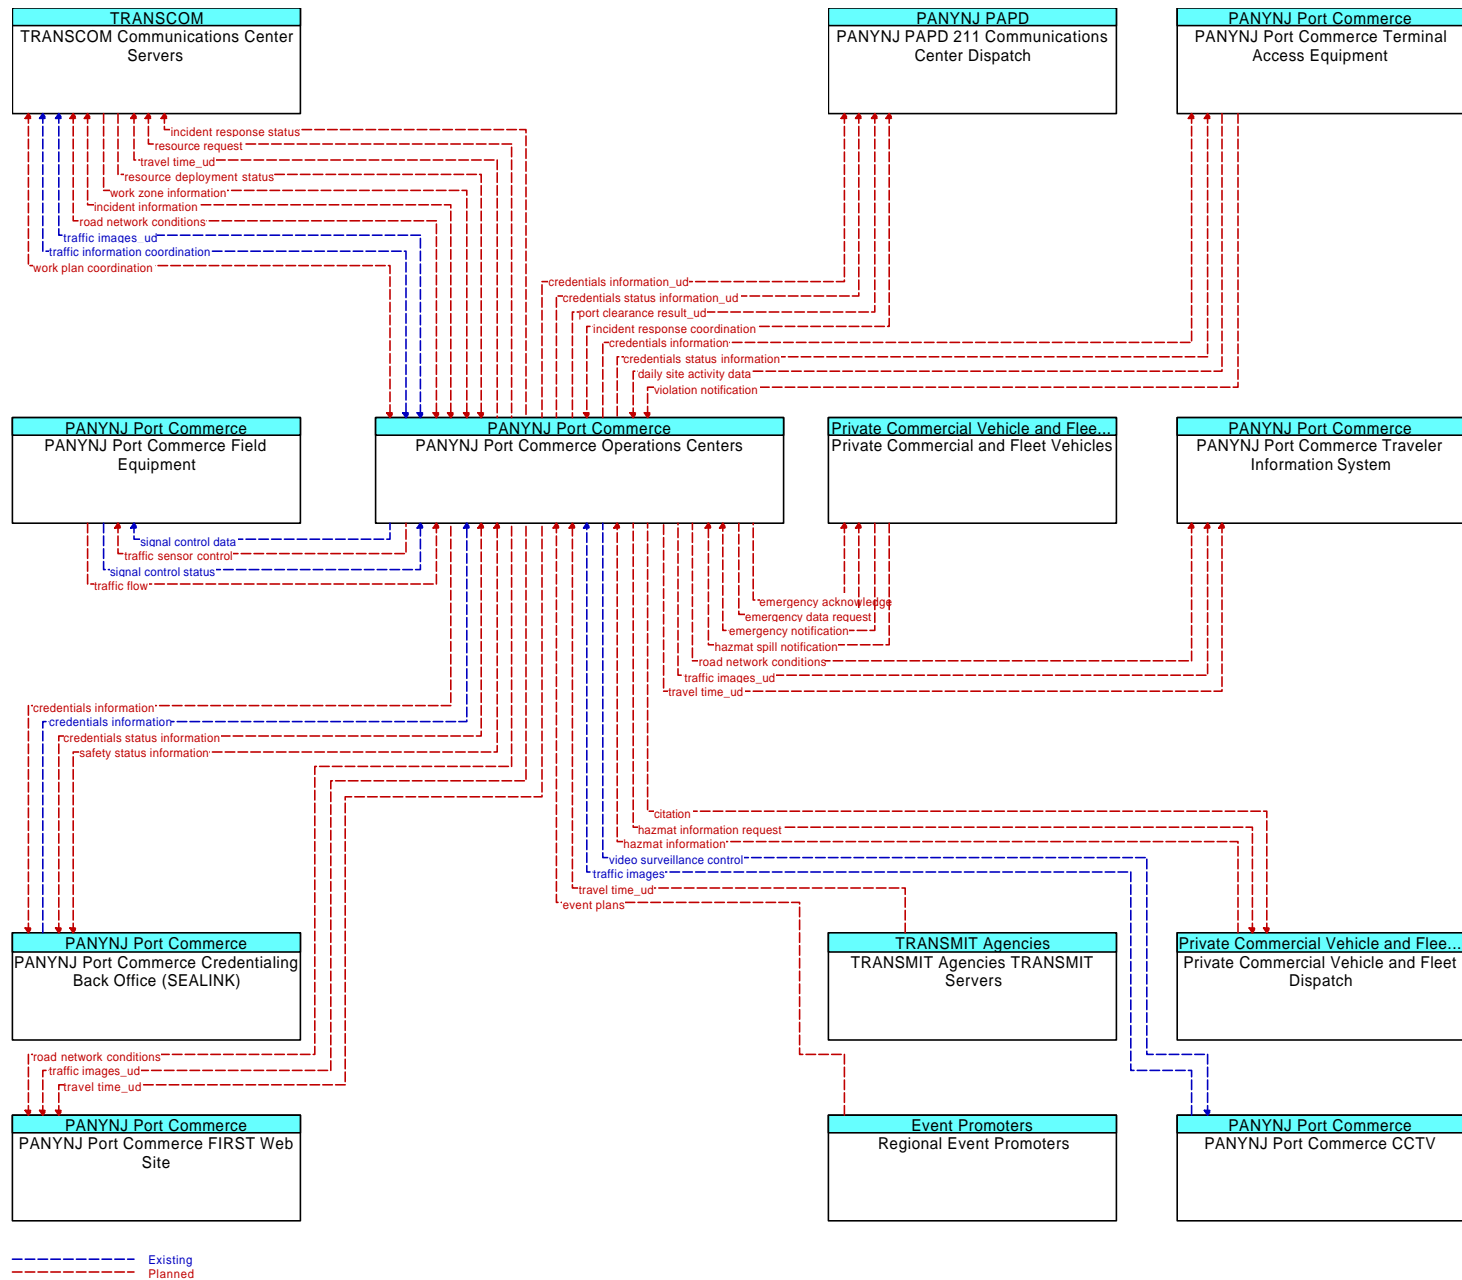 TRANSCOM
TRANSCOM Communications Center
Servers
PANYNJ PAPD
PANYNJ PAPD 211 Communications
Center Dispatch
PANYNJ Port Commerce
PANYNJ Port Commerce Terminal
Access Equipment
incident response status
resource request
travel time_ud
resource deployment status
work zone information
incident information
road network conditions
traffic images_ud
traffic information coordination
work plan coordination
credentials information_ud
credentials status information_ud
port clearance result_ud
incident response coordination
credentials information
credentials status information
daily site activity data
violation notification
PANYNJ Port Commerce
PANYNJ Port Commerce Field
Equipment
PANYNJ Port Commerce
PANYNJ Port Commerce Operations Centers
Private Commercial Vehicle and Flee...
Private Commercial and Fleet Vehicles
PANYNJ Port Commerce
PANYNJ Port Commerce Traveler
Information System
signal control data
traffic sensor control
signal control status
traffic flow
emergency acknowledge
emergency data request
emergency notification
hazmat spill notification
road network conditions
traffic images_ud
travel time_ud
credentials information
credentials information
credentials status information
safety status information
citation
hazmat information request
hazmat information
video surveillance control
traffic images
travel time_ud
event plans
PANYNJ Port Commerce
PANYNJ Port Commerce Credentialing
Back Office (SEALINK)
TRANSMIT Agencies
TRANSMIT Agencies TRANSMIT
Servers
Private Commercial Vehicle and Flee...
Private Commercial Vehicle and Fleet
Dispatch
road network conditions
traffic images_ud
travel time_ud
PANYNJ Port Commerce
PANYNJ Port Commerce FIRST Web
Site
Event Promoters
Regional Event Promoters
PANYNJ Port Commerce
PANYNJ Port Commerce CCTV
Existing
Planned